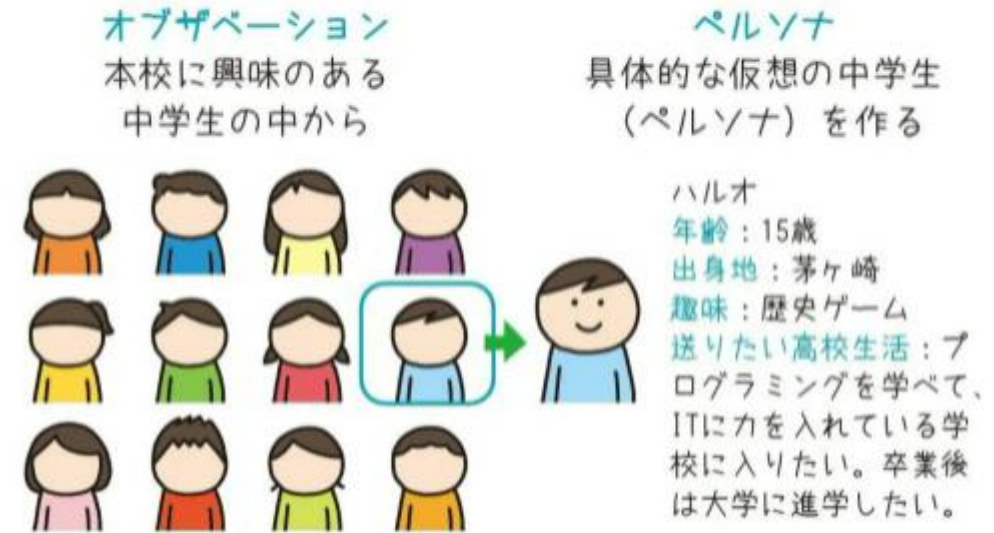 オブザベーション
本校に興味のある
中学生の中から
ペルソナ
具体的な仮想の中学生
（ペルソナ）を作る
ハルオ
年齢：15歳
出身地：茅ヶ崎
趣味：歴史ゲーム
送りたい高校生活：プ
ログラミングを学べて、
ITに力を入れている学
校に入りたい。卒業後
は大学に進学したい。